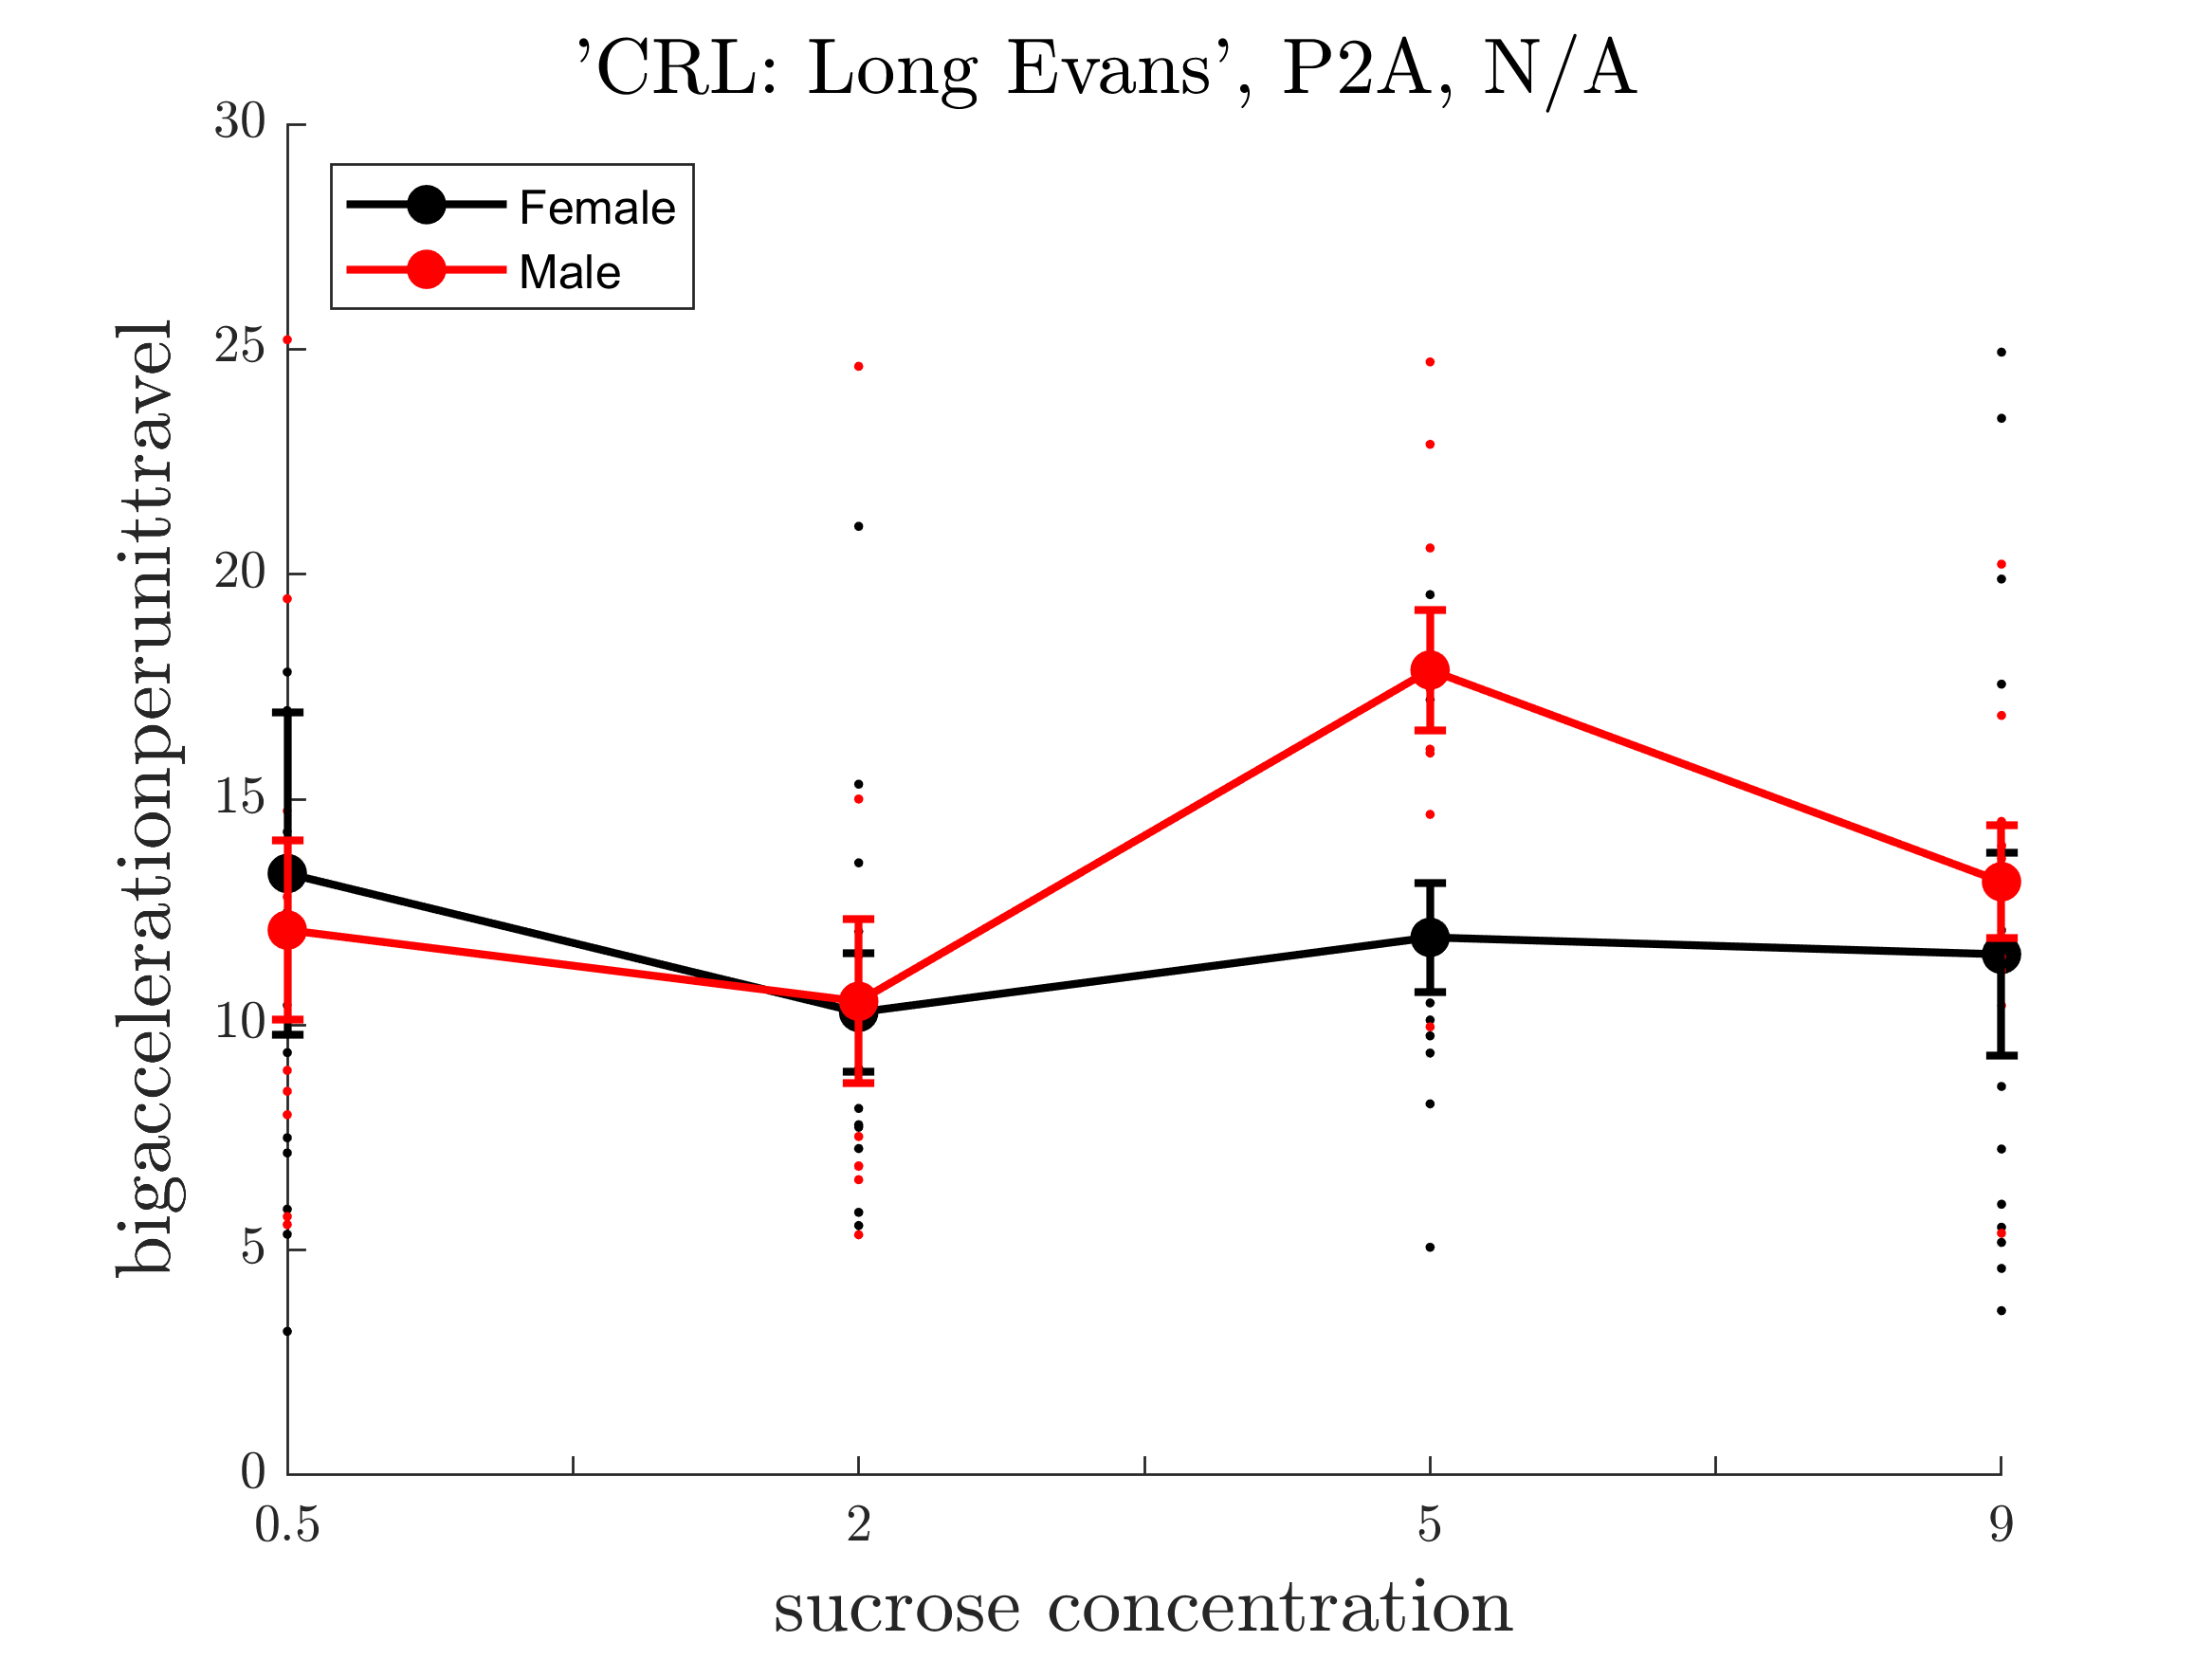 ’CRL: Long Evans’, P2A, N/A
30
25
20
15
10
5
0
Female
Male
bigaccelerationperunittravel
0.5 2 5 9
sucrose concentration